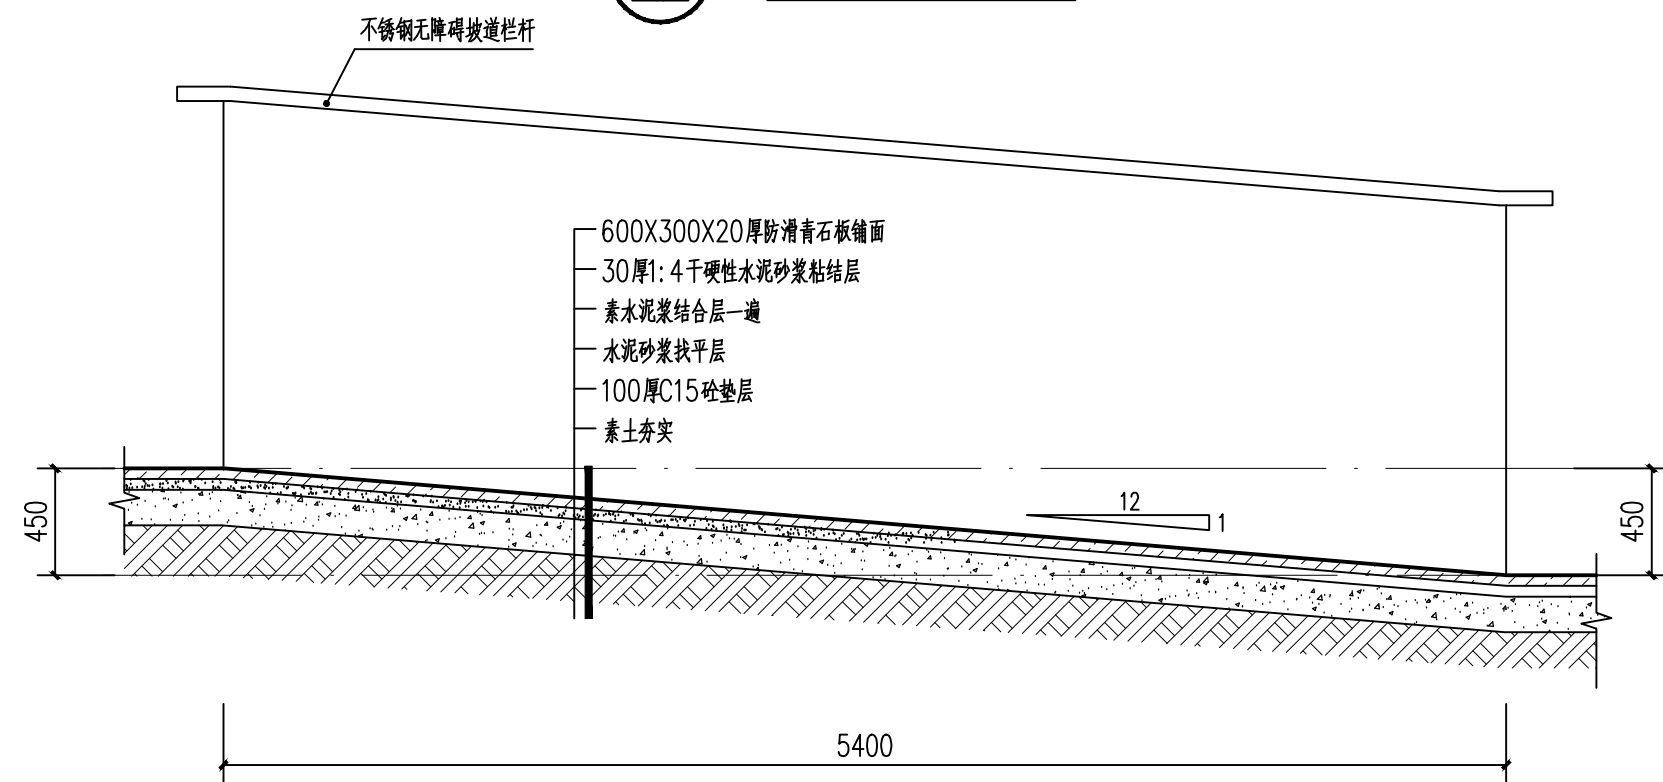 不锈钢无障碍坡道栏杆
600X300X20厚防滑青石板铺面
30厚1:4干硬性水泥砂浆粘结层
素水泥浆结合层一遍
水泥砂浆找平层
100厚C15砼垫层
素土夯实
450
12
1
450
5400